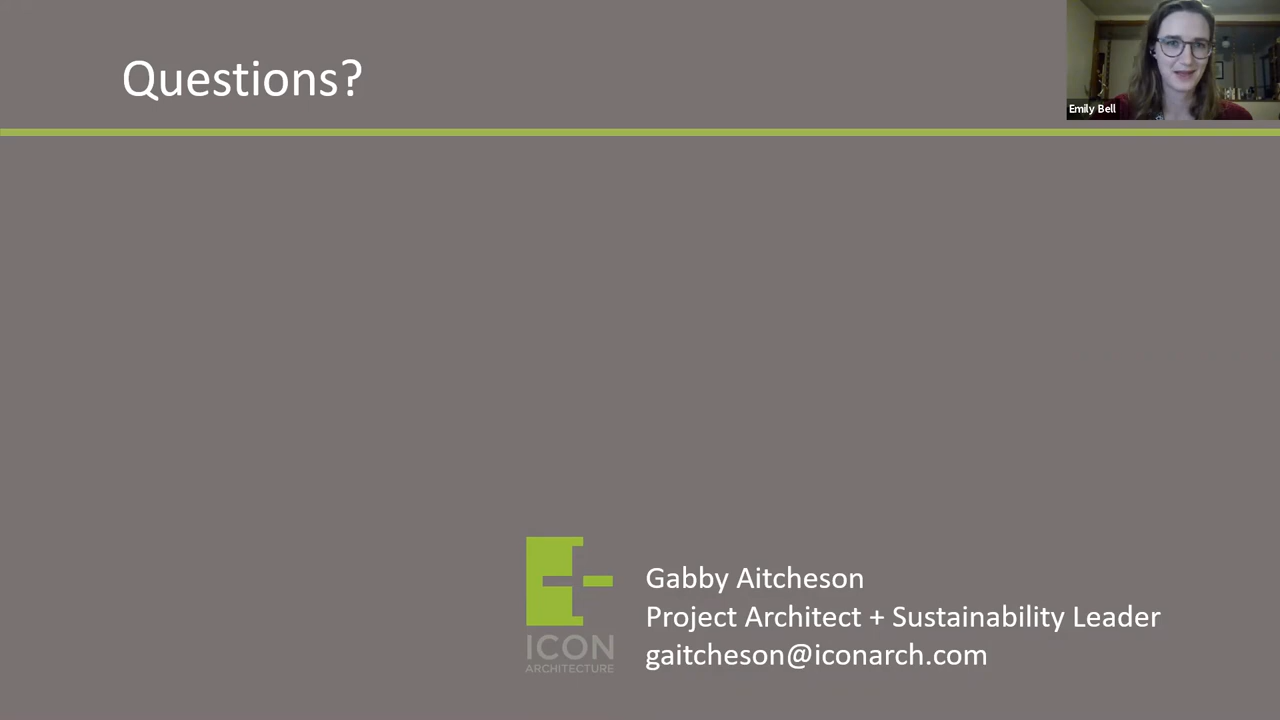 Questions?
Emily Bell
Gabby Aitcheson
Project Architect + Sustainability Leader
gaitcheson@iconarch.com
ICON
ARCHITECTURE